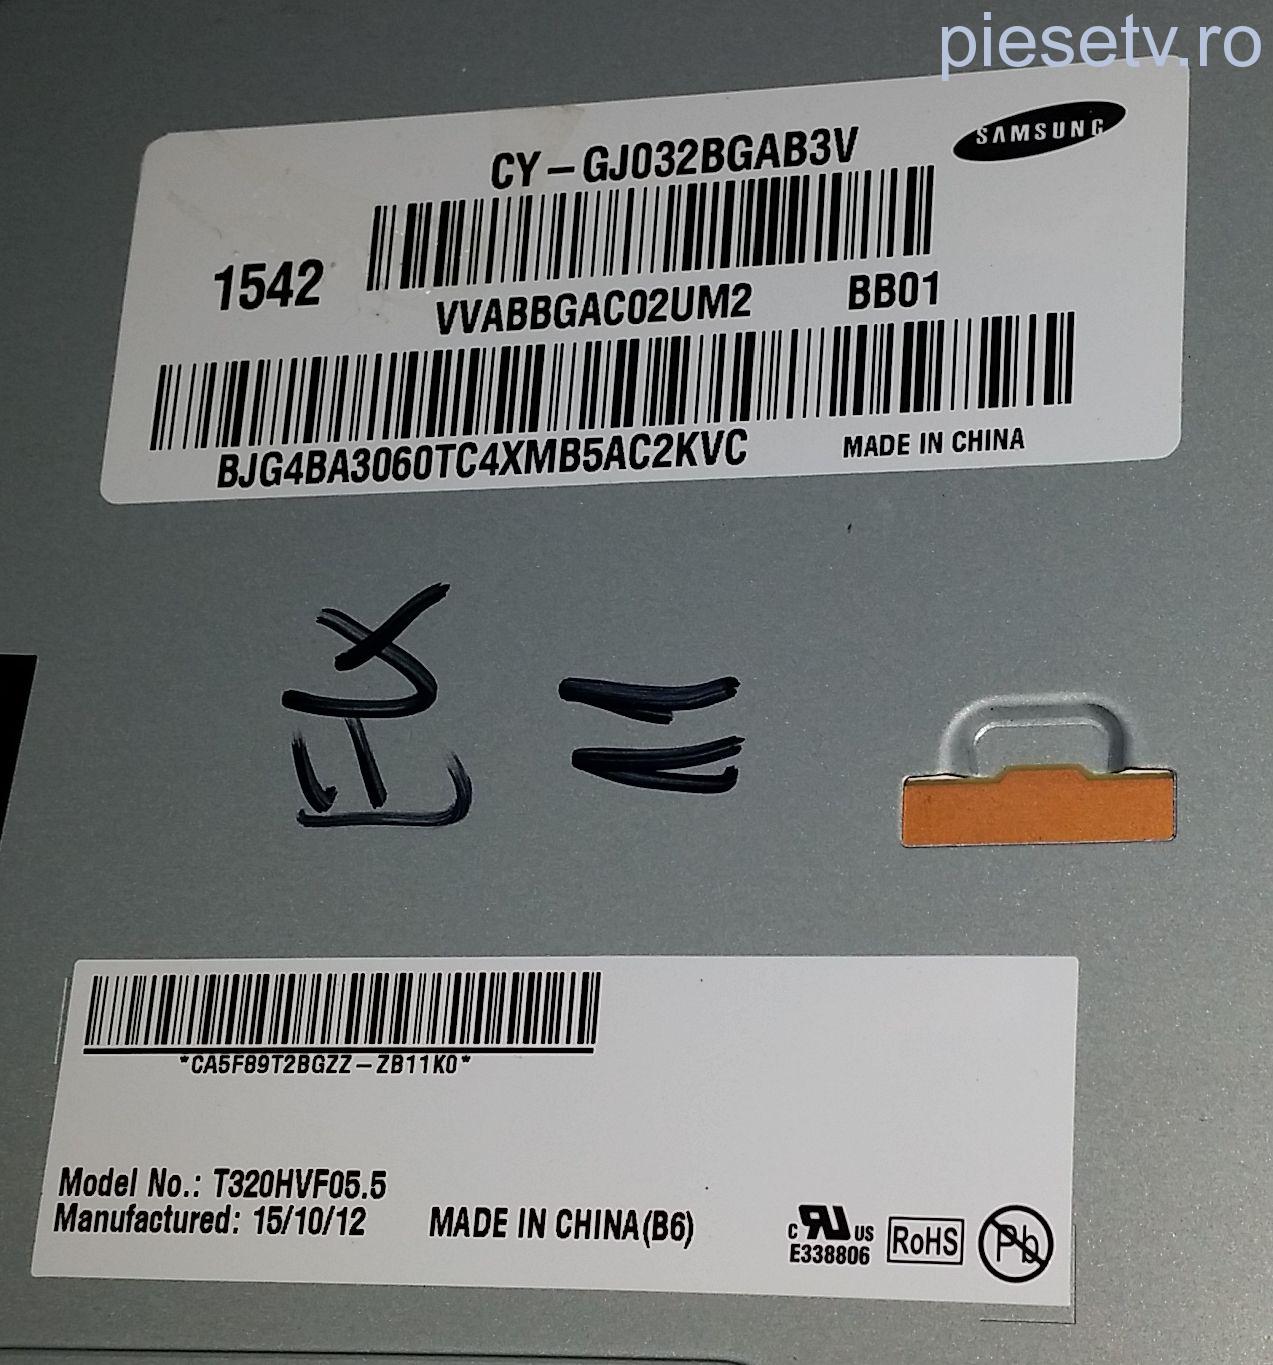 piesetv.ro
SAMSUNG
CY-GJ032BGAB3V
1542
VVABBGAC02UM2 BB01
BJG4BA3060TC4XMB5AC2KVC MADE IN CHINA
*CA5F89T2BGZZ-ZB11K0*
Model No.: T320HVF05.5
Manufactured: 15/10/12 MADE IN CHINA(B6)
c RU US
E338806
RoHS
Pb